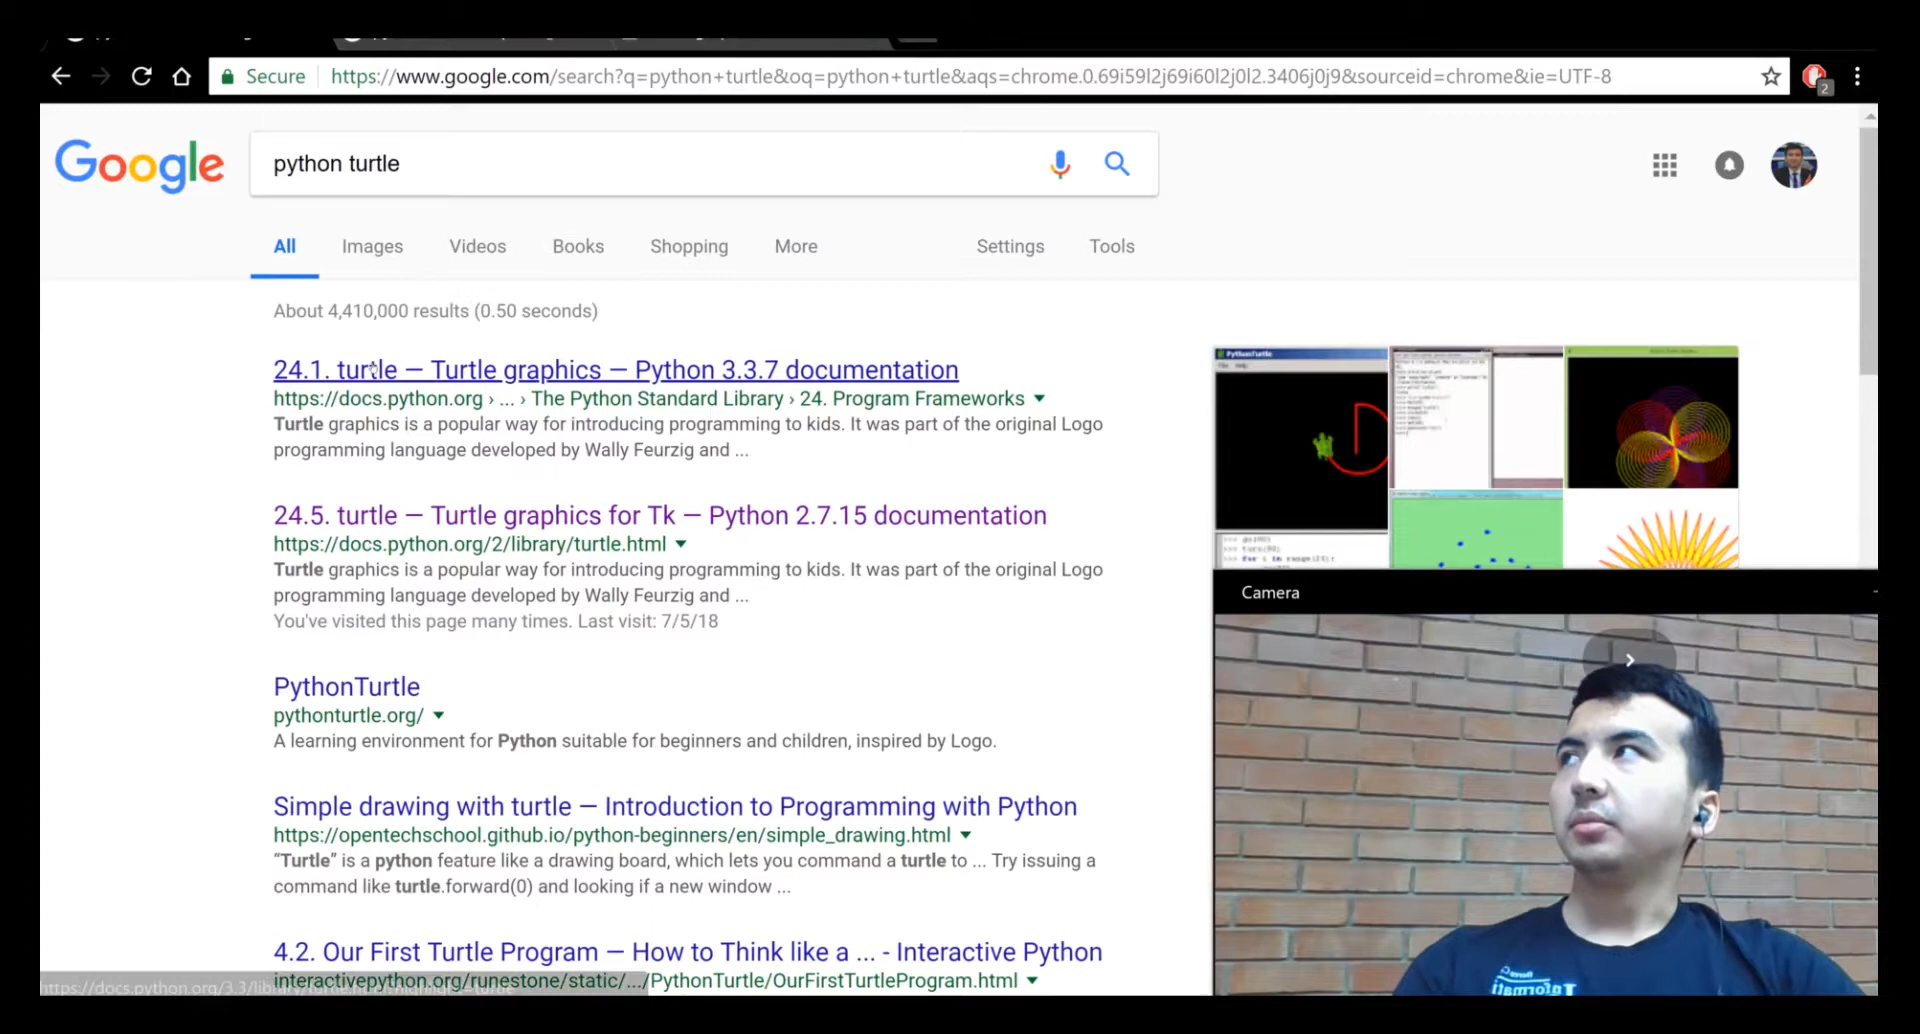 Secure https://www.google.com/search?q=python+turtle&oq=python+turtle&aqs=chrome.0.69i59l2j69i60l2j0l2.3406j0j9&sourceid=chrome&ie=UTF-8
2
Google
python turtle
All Images Videos Books Shopping More Settings Tools
About 4,410,000 results (0.50 seconds)
24.1. turtle — Turtle graphics — Python 3.3.7 documentation
https://docs.python.org › ... › The Python Standard Library › 24. Program Frameworks
Turtle graphics is a popular way for introducing programming to kids. It was part of the original Logo
programming language developed by Wally Feurzig and ...
24.5. turtle — Turtle graphics for Tk — Python 2.7.15 documentation
https://docs.python.org/2/library/turtle.html
Turtle graphics is a popular way for introducing programming to kids. It was part of the original Logo
programming language developed by Wally Feurzig and ...
You've visited this page many times. Last visit: 7/5/18
PythonTurtle
pythonturtle.org/
A learning environment for Python suitable for beginners and children, inspired by Logo.
Simple drawing with turtle — Introduction to Programming with Python
https://opentechschool.github.io/python-beginners/en/simple_drawing.html
“Turtle” is a python feature like a drawing board, which lets you command a turtle to ... Try issuing a
command like turtle.forward(0) and looking if a new window ...
4.2. Our First Turtle Program — How to Think like a ... - Interactive Python
interactivepython.org/runestone/static/.../PythonTurtle/OurFirstTurtleProgram.html
PythonTurtle
Camera